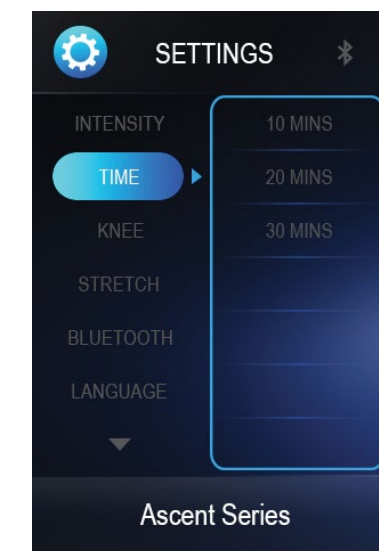 SETTINGS
INTENSITY
TIME
KNEE
STRETCH
BLUETOOTH
LANGUAGE
10 MINS
20 MINS
30 MINS
Ascent Series